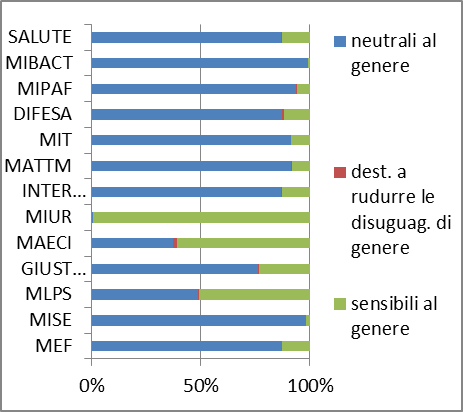 SALUTE
MIBACT
MIPAF
DIFESA
MIT
MATTM
INTER...
MIUR
MAECI
GIUST...
MLPS
MISE
MEF
0%
50%
100%
neutrali al
genere
dest. a
rudurre le
disuguag. di
genere
sensibili al
genere